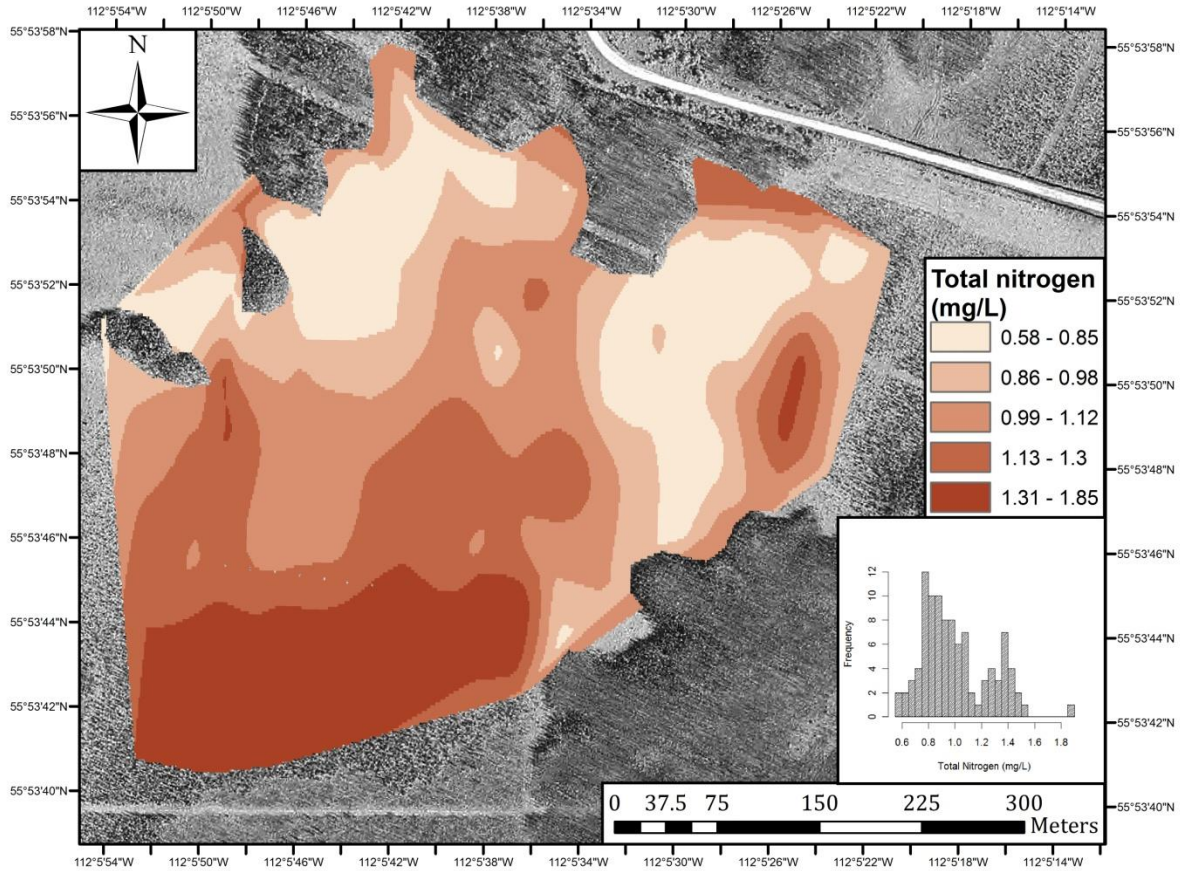 112°5'54"W 112°5'50"W 112°5'46"W 112°5'42"W 112°5'38"W 112°5'34"W 112°5'30"W 112°5'26"W 112°5'22"W 112°5'18"W 112°5'14"W
55°53'58"N
55°53'56"N
55°53'54"N
55°53'52"N
55°53'50"N
55°53'48"N
55°53'46"N
55°53'44"N
55°53'42"N
55°53'40"N
N
55°53'58"N
55°53'56"N
55°53'54"N
55°53'52"N
55°53'50"N
55°53'48"N
55°53'46"N
55°53'44"N
55°53'42"N
55°53'40"N
Total nitrogen
(mg/L)
0.58 - 0.85
0.86 - 0.98
0.99 - 1.12
1.13 - 1.3
1.31 - 1.85
Frequency
12
10
8
6
4
2
0
0.6 0.8 1.0 1.2 1.4 1.6 1.8
Total Nitrogen (mg/L)
0 37.5 75 150 225 300
Meters
112°5'54"W 112°5'50"W 112°5'46"W 112°5'42"W 112°5'38"W 112°5'34"W 112°5'30"W 112°5'26"W 112°5'22"W 112°5'18"W 112°5'14"W